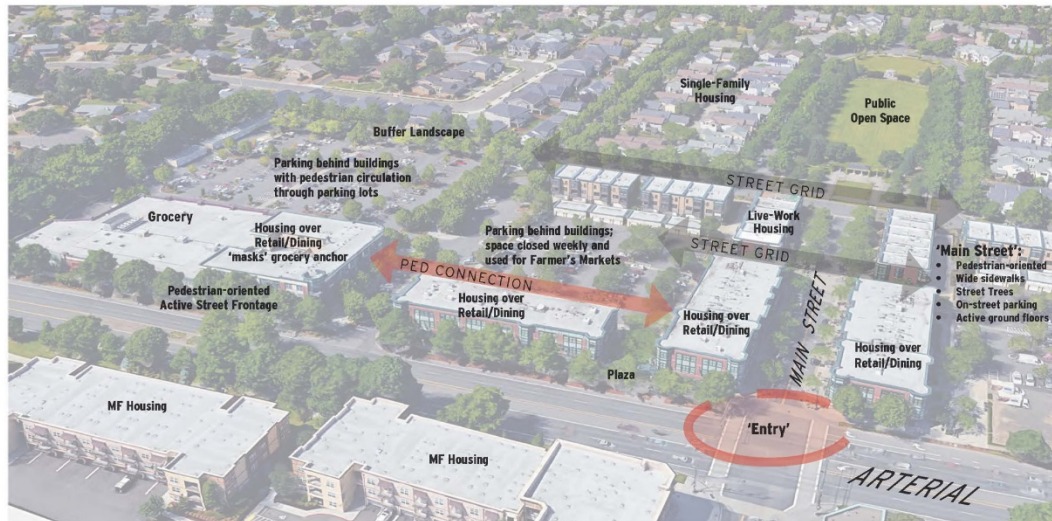 Single-Family
Housing
Public
Open Space
Buffer Landscape
Parking behind buildings
with pedestrian circulation
through parking lots
STREET GRID
Grocery
Housing over
Retail/Dining
'masks' grocery anchor
Parking behind buildings;
space closed weekly and
used for Farmer's Markets
Live-Work
Housing
STREET GRID
'Main Street':
• Pedestrian-oriented
• Wide sidewalks
• Street Trees
• On-street parking
• Active ground floors
PED CONNECTION
Pedestrian-oriented
Active Street Frontage
Housing over
Retail/Dining
Housing over
Retail/Dining
MAIN STREET
Housing over
Retail/Dining
Plaza
MF Housing
'Entry'
MF Housing
ARTERIAL